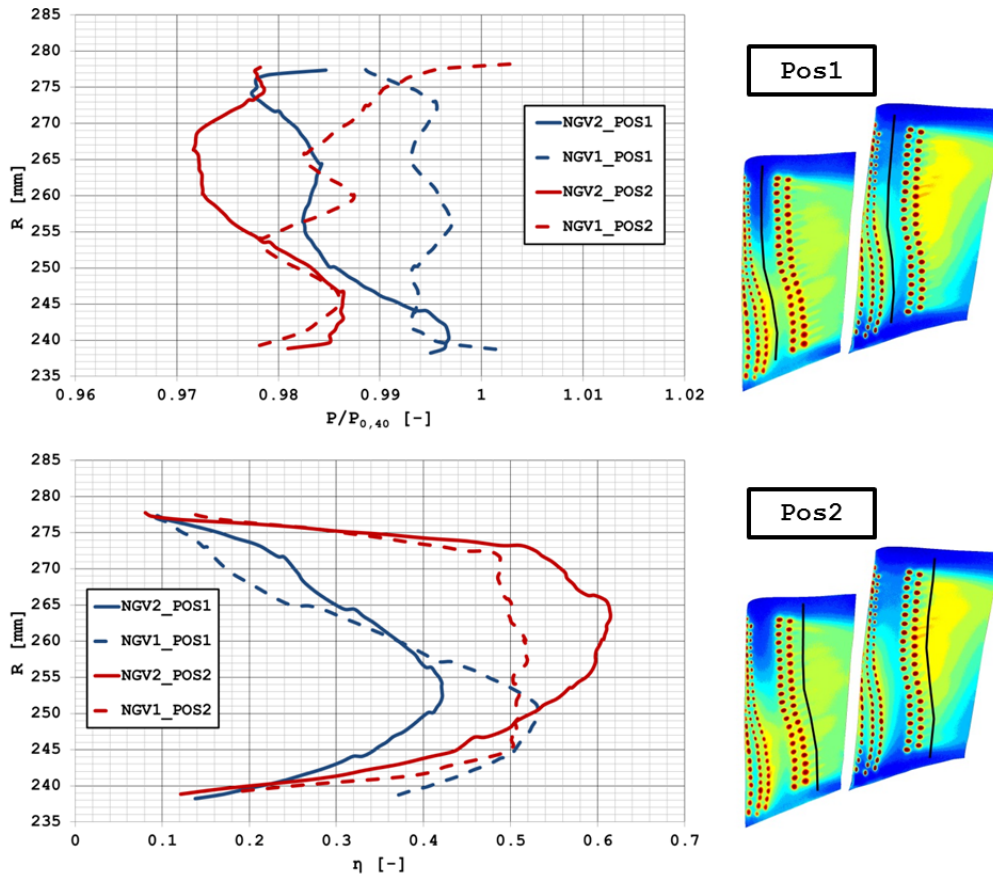 285
280
275
270
265
260
255
250
245
240
235
R [mm]
0.96
0.97
0.98
0.99
1
1.01
1.02
P/P0,40 [-]
NGV2_POS1
NGV1_POS1
NGV2_POS2
NGV1_POS2
Pos1
285
280
275
270
265
260
255
250
245
240
235
R [mm]
0
0.1
0.2
0.3
0.4
0.5
0.6
0.7
η [-]
NGV2_POS1
NGV1_POS1
NGV2_POS2
NGV1_POS2
Pos2